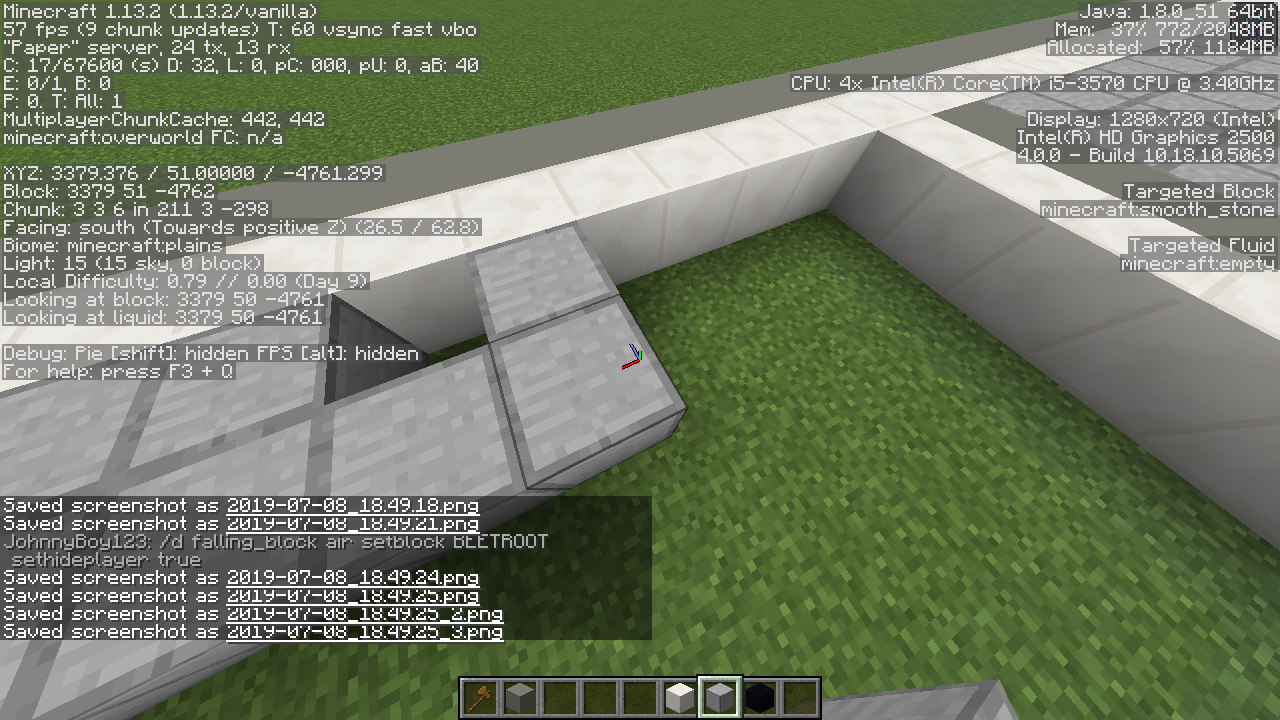 Minecraft 1.13.2 (1.13.2/vanilla)
57 fps (9 chunk updates) T: 60 vsync fast vbo
"Paper" server, 24 tx, 13 rx
C: 17/67600 (s) D: 32, L: 0, pC: 000, pU: 0, aB: 40
E: 0/1, B: 0
P: 0. T: All: 1
MultiplayerChunkCache: 442, 442
minecraft:overworld FC: n/a
XYZ: 3379.376 / 51.00000 / -4761.299
Block: 3379 51 -4762
Chunk: 3 3 6 in 211 3 -298
Facing: south (Towards positive Z) (26.5 / 62.8)
Biome: minecraft:plains
Light: 15 (15 sky, 0 block)
Local Difficulty: 0.79 // 0.00 (Day 9)
Looking at block: 3379 50 -4761
Looking at liquid: 3379 50 -4761
Debug: Pie [shift]: hidden FPS [alt]: hidden
For help: press F3 + Q
Java: 1.8.0_51 64bit
Mem: 37% 772/2048MB
Allocated: 57% 1184MB
CPU: 4x Intel(R) Core(TM) i5-3570 CPU @ 3.40GHz
Display: 1280x720 (Intel)
Intel(R) HD Graphics 2500
4.0.0 - Build 10.18.10.5069
Targeted Block
minecraft:smooth_stone
Targeted Fluid
minecraft:empty
Saved screenshot as 2019-07-08_18.49.18.png
Saved screenshot as 2019-07-08_18.49.21.png
JohnnyBoy123: /d falling_block air setblock BEETROOT
sethideplayer true
Saved screenshot as 2019-07-08_18.49.24.png
Saved screenshot as 2019-07-08_18.49.25.png
Saved screenshot as 2019-07-08_18.49.25_2.png
Saved screenshot as 2019-07-08_18.49.25_3.png